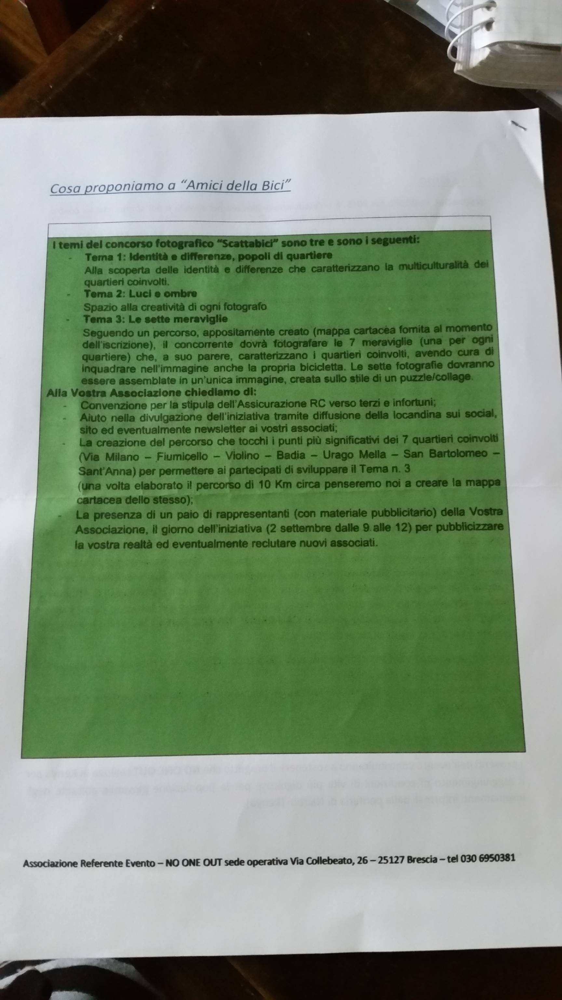 Cosa proponiamo a “Amici della Bici”
I temi del concorso fotografico “Scattabici” sono tre e sono i seguenti:
- Tema 1: Identità e differenze, popoli di quartiere
Alla scoperta delle identità e differenze che caratterizzano la multiculturalità dei
quartieri coinvolti.
- Tema 2: Luci e ombre
Spazio alla creatività di ogni fotografo
- Tema 3: Le sette meraviglie
Seguendo un percorso, appositamente creato (mappa cartacea fornita al momento
dell'iscrizione), il concorrente dovrà fotografare le 7 meraviglie (una per ogni
quartiere) che, a suo parere, caratterizzano i quartieri coinvolti, avendo cura di
inquadrare nell'immagine anche la propria bicicletta. Le sette fotografie dovranno
essere assemblate in un'unica immagine, creata sullo stile di un puzzle/collage.
Alla Vostra Associazione chiediamo di:
- Convenzione per la stipula dell'Assicurazione RC verso terzi e infortuni;
- Aiuto nella divulgazione dell'iniziativa tramite diffusione della locandina sui social,
sito ed eventualmente newsletter ai vostri associati;
- La creazione del percorso che tocchi i punti più significativi dei 7 quartieri coinvolti
(Via Milano – Fiumicello – Violino – Badia – Urago Mella – San Bartolomeo –
Sant'Anna) per permettere ai partecipati di sviluppare il Tema n. 3
(una volta elaborato il percorso di 10 Km circa penseremo noi a creare la mappa
cartacea dello stesso);
- La presenza di un paio di rappresentanti (con materiale pubblicitario) della Vostra
Associazione, il giorno dell'iniziativa (2 settembre dalle 9 alle 12) per pubblicizzare
la vostra realtà ed eventualmente reclutare nuovi associati.
Associazione Referente Evento – NO ONE OUT sede operativa Via Collebeato, 26 – 25127 Brescia – tel 030 6950381